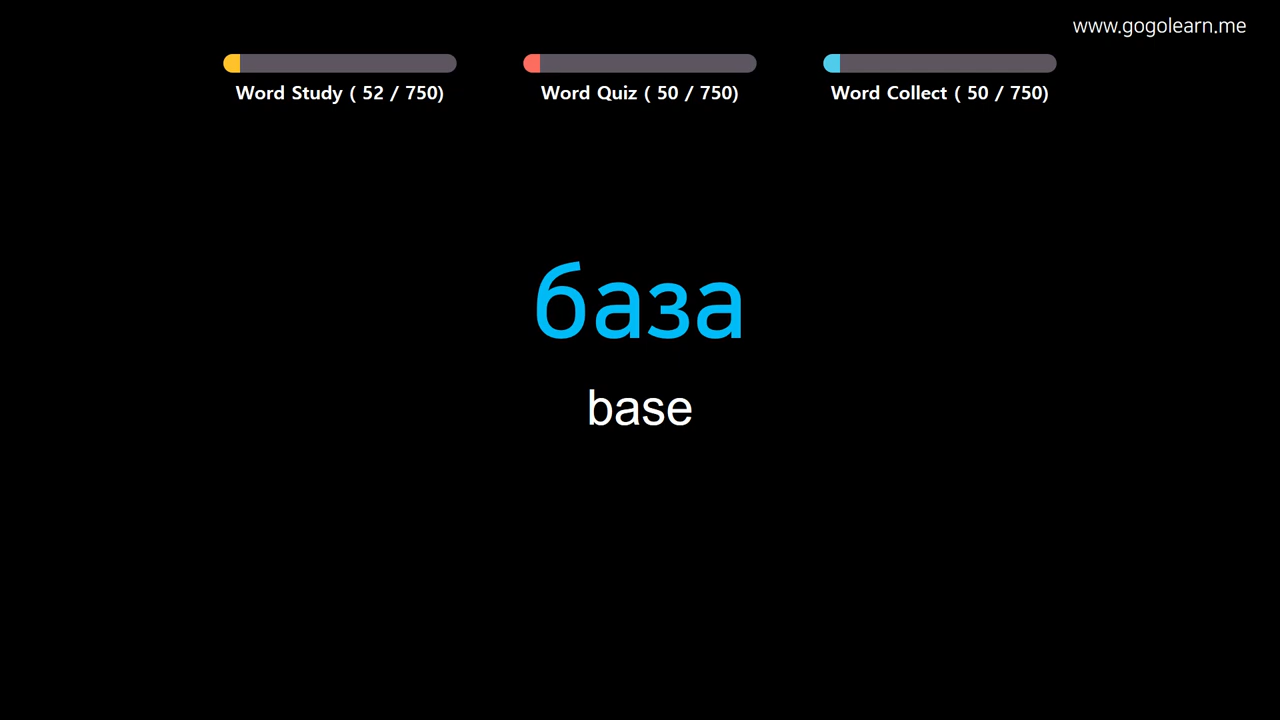 www.gogolearn.me
Word Study ( 52 / 750)
Word Quiz ( 50 / 750)
Word Collect ( 50 / 750)
база
base